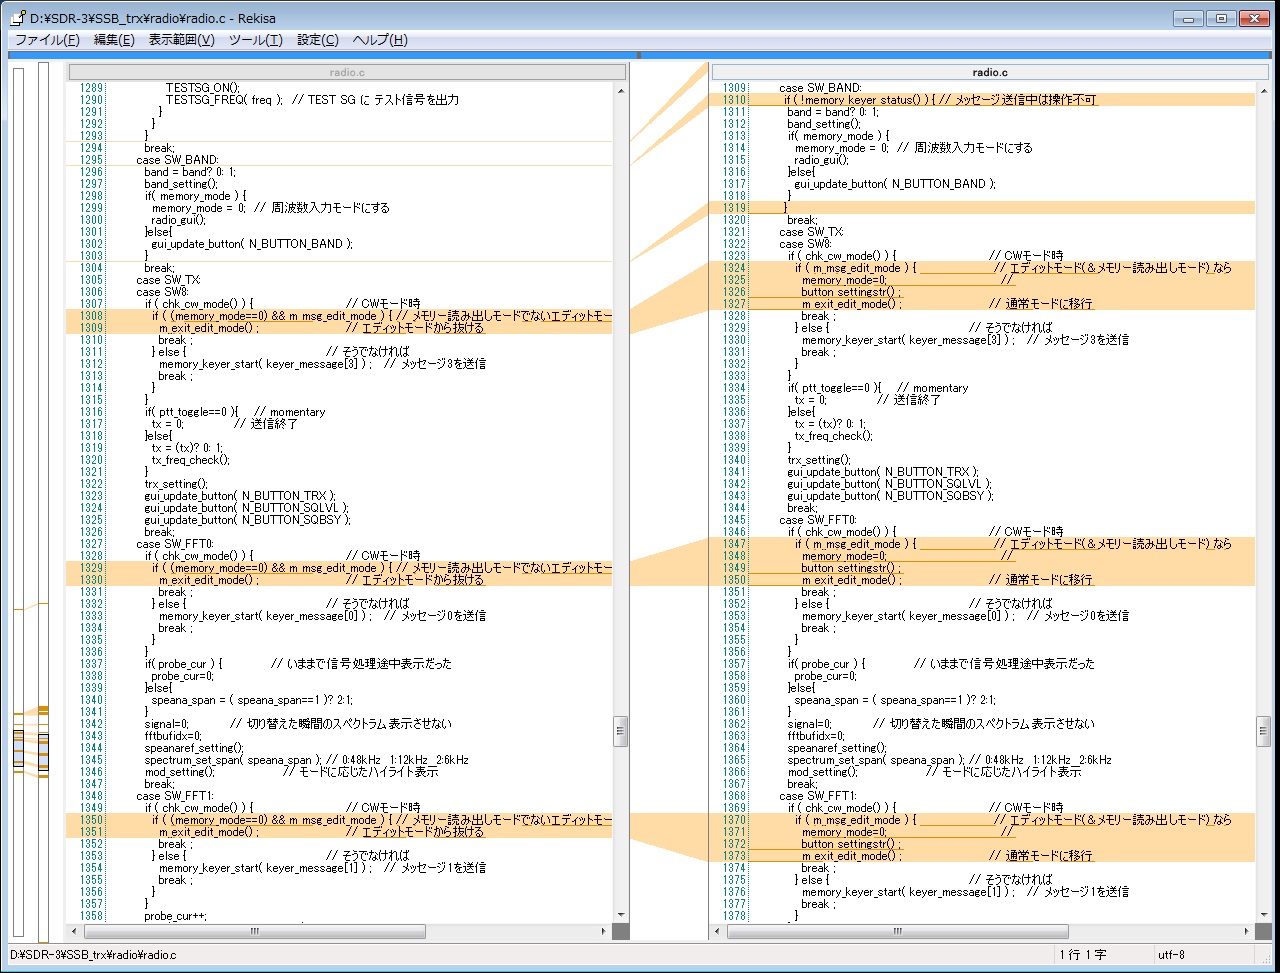 D:¥SDR-3¥SSB_trx¥radio¥radio.c - Rekisa
ファイル(F) 編集(E) 表示範囲(V) ツール(T) 設定(C) ヘルプ(H)
radio.c
1289 TESTSG_ON();
1290 TESTSG_FREQ( freq ); // TEST SG に テスト信号を出力
1291 }
1292 }
1293 }
1294 break;
1295 case SW_BAND:
1296 band = band? 0: 1;
1297 band_setting();
1298 if( memory_mode ) {
1299 memory_mode = 0; // 周波数入力モードにする
1300 radio_gui();
1301 }else{
1302 gui_update_button( N_BUTTON_BAND );
1303 }
1304 break;
1305 case SW_TX:
1306 case SW8:
1307 if ( chk_cw_mode() ) { // CWモード時
1308 if ( (memory_mode==0) && m_msg_edit_mode ) { // メモリー読み出しモードでないエディットモー
1309 m_exit_edit_mode() ; // エディットモードから抜ける
1310 break ;
1311 } else { // そうでなければ
1312 memory_keyer_start( keyer_message[3] ) ; // メッセージ3を送信
1313 break ;
1314 }
1315 }
1316 if( ptt_toggle==0 ){ // momentary
1317 tx = 0; // 送信終了
1318 }else{
1319 tx = (tx)? 0: 1;
1320 tx_freq_check();
1321 }
1322 trx_setting();
1323 gui_update_button( N_BUTTON_TRX );
1324 gui_update_button( N_BUTTON_SQLVL );
1325 gui_update_button( N_BUTTON_SQBSY );
1326 break;
1327 case SW_FFT0:
1328 if ( chk_cw_mode() ) { // CWモード時
1329 if ( (memory_mode==0) && m_msg_edit_mode ) { // メモリー読み出しモードでないエディットモー
1330 m_exit_edit_mode() ; // エディットモードから抜ける
1331 break ;
1332 } else { // そうでなければ
1333 memory_keyer_start( keyer_message[0] ) ; // メッセージ0を送信
1334 break ;
1335 }
1336 }
1337 if( probe_cur ) { // いままで信号処理途中表示だった
1338 probe_cur=0;
1339 }else{
1340 speana_span = ( speana_span==1 )? 2:1;
1341 }
1342 signal=0; // 切り替えた瞬間のスペクトラム表示させない
1343 fftbufidx=0;
1344 speanaref_setting();
1345 spectrum_set_span( speana_span ); // 0:48kHz 1:12kHz 2:6kHz
1346 mod_setting(); // モードに応じたハイライト表示
1347 break;
1348 case SW_FFT1:
1349 if ( chk_cw_mode() ) { // CWモード時
1350 if ( (memory_mode==0) && m_msg_edit_mode ) { // メモリー読み出しモードでないエディットモー
1351 m_exit_edit_mode() ; // エディットモードから抜ける
1352 break ;
1353 } else { // そうでなければ
1354 memory_keyer_start( keyer_message[1] ) ; // メッセージ1を送信
1355 break ;
1356 }
1357 }
1358 probe_cur++;
radio.c
1309 case SW_BAND:
1310 if ( !memory_keyer_status() ) { // メッセージ送信中は操作不可
1311 band = band? 0: 1;
1312 band_setting();
1313 if( memory_mode ) {
1314 memory_mode = 0; // 周波数入力モードにする
1315 radio_gui();
1316 }else{
1317 gui_update_button( N_BUTTON_BAND );
1318 }
1319 }
1320 break;
1321 case SW_TX:
1322 case SW8:
1323 if ( chk_cw_mode() ) { // CWモード時
1324 if ( m_msg_edit_mode ) { // エディットモード(＆メモリー読み出しモード) なら
1325 memory_mode=0; //
1326 button_settingstr() ;
1327 m_exit_edit_mode() ; // 通常モードに移行
1328 break ;
1329 } else { // そうでなければ
1330 memory_keyer_start( keyer_message[3] ) ; // メッセージ3を送信
1331 break ;
1332 }
1333 }
1334 if( ptt_toggle==0 ){ // momentary
1335 tx = 0; // 送信終了
1336 }else{
1337 tx = (tx)? 0: 1;
1338 tx_freq_check();
1339 }
1340 trx_setting();
1341 gui_update_button( N_BUTTON_TRX );
1342 gui_update_button( N_BUTTON_SQLVL );
1343 gui_update_button( N_BUTTON_SQBSY );
1344 break;
1345 case SW_FFT0:
1346 if ( chk_cw_mode() ) { // CWモード時
1347 if ( m_msg_edit_mode ) { // エディットモード(＆メモリー読み出しモード) なら
1348 memory_mode=0; //
1349 button_settingstr() ;
1350 m_exit_edit_mode() ; // 通常モードに移行
1351 break ;
1352 } else { // そうでなければ
1353 memory_keyer_start( keyer_message[0] ) ; // メッセージ0を送信
1354 break ;
1355 }
1356 }
1357 if( probe_cur ) { // いままで信号処理途中表示だった
1358 probe_cur=0;
1359 }else{
1360 speana_span = ( speana_span==1 )? 2:1;
1361 }
1362 signal=0; // 切り替えた瞬間のスペクトラム表示させない
1363 fftbufidx=0;
1364 speanaref_setting();
1365 spectrum_set_span( speana_span ); // 0:48kHz 1:12kHz 2:6kHz
1366 mod_setting(); // モードに応じたハイライト表示
1367 break;
1368 case SW_FFT1:
1369 if ( chk_cw_mode() ) { // CWモード時
1370 if ( m_msg_edit_mode ) { // エディットモード(＆メモリー読み出しモード) なら
1371 memory_mode=0; //
1372 button_settingstr() ;
1373 m_exit_edit_mode() ; // 通常モードに移行
1374 break ;
1375 } else { // そうでなければ
1376 memory_keyer_start( keyer_message[1] ) ; // メッセージ1を送信
1377 break ;
1378 }
D:¥SDR-3¥SSB_trx¥radio¥radio.c 1 行 1 字 utf-8